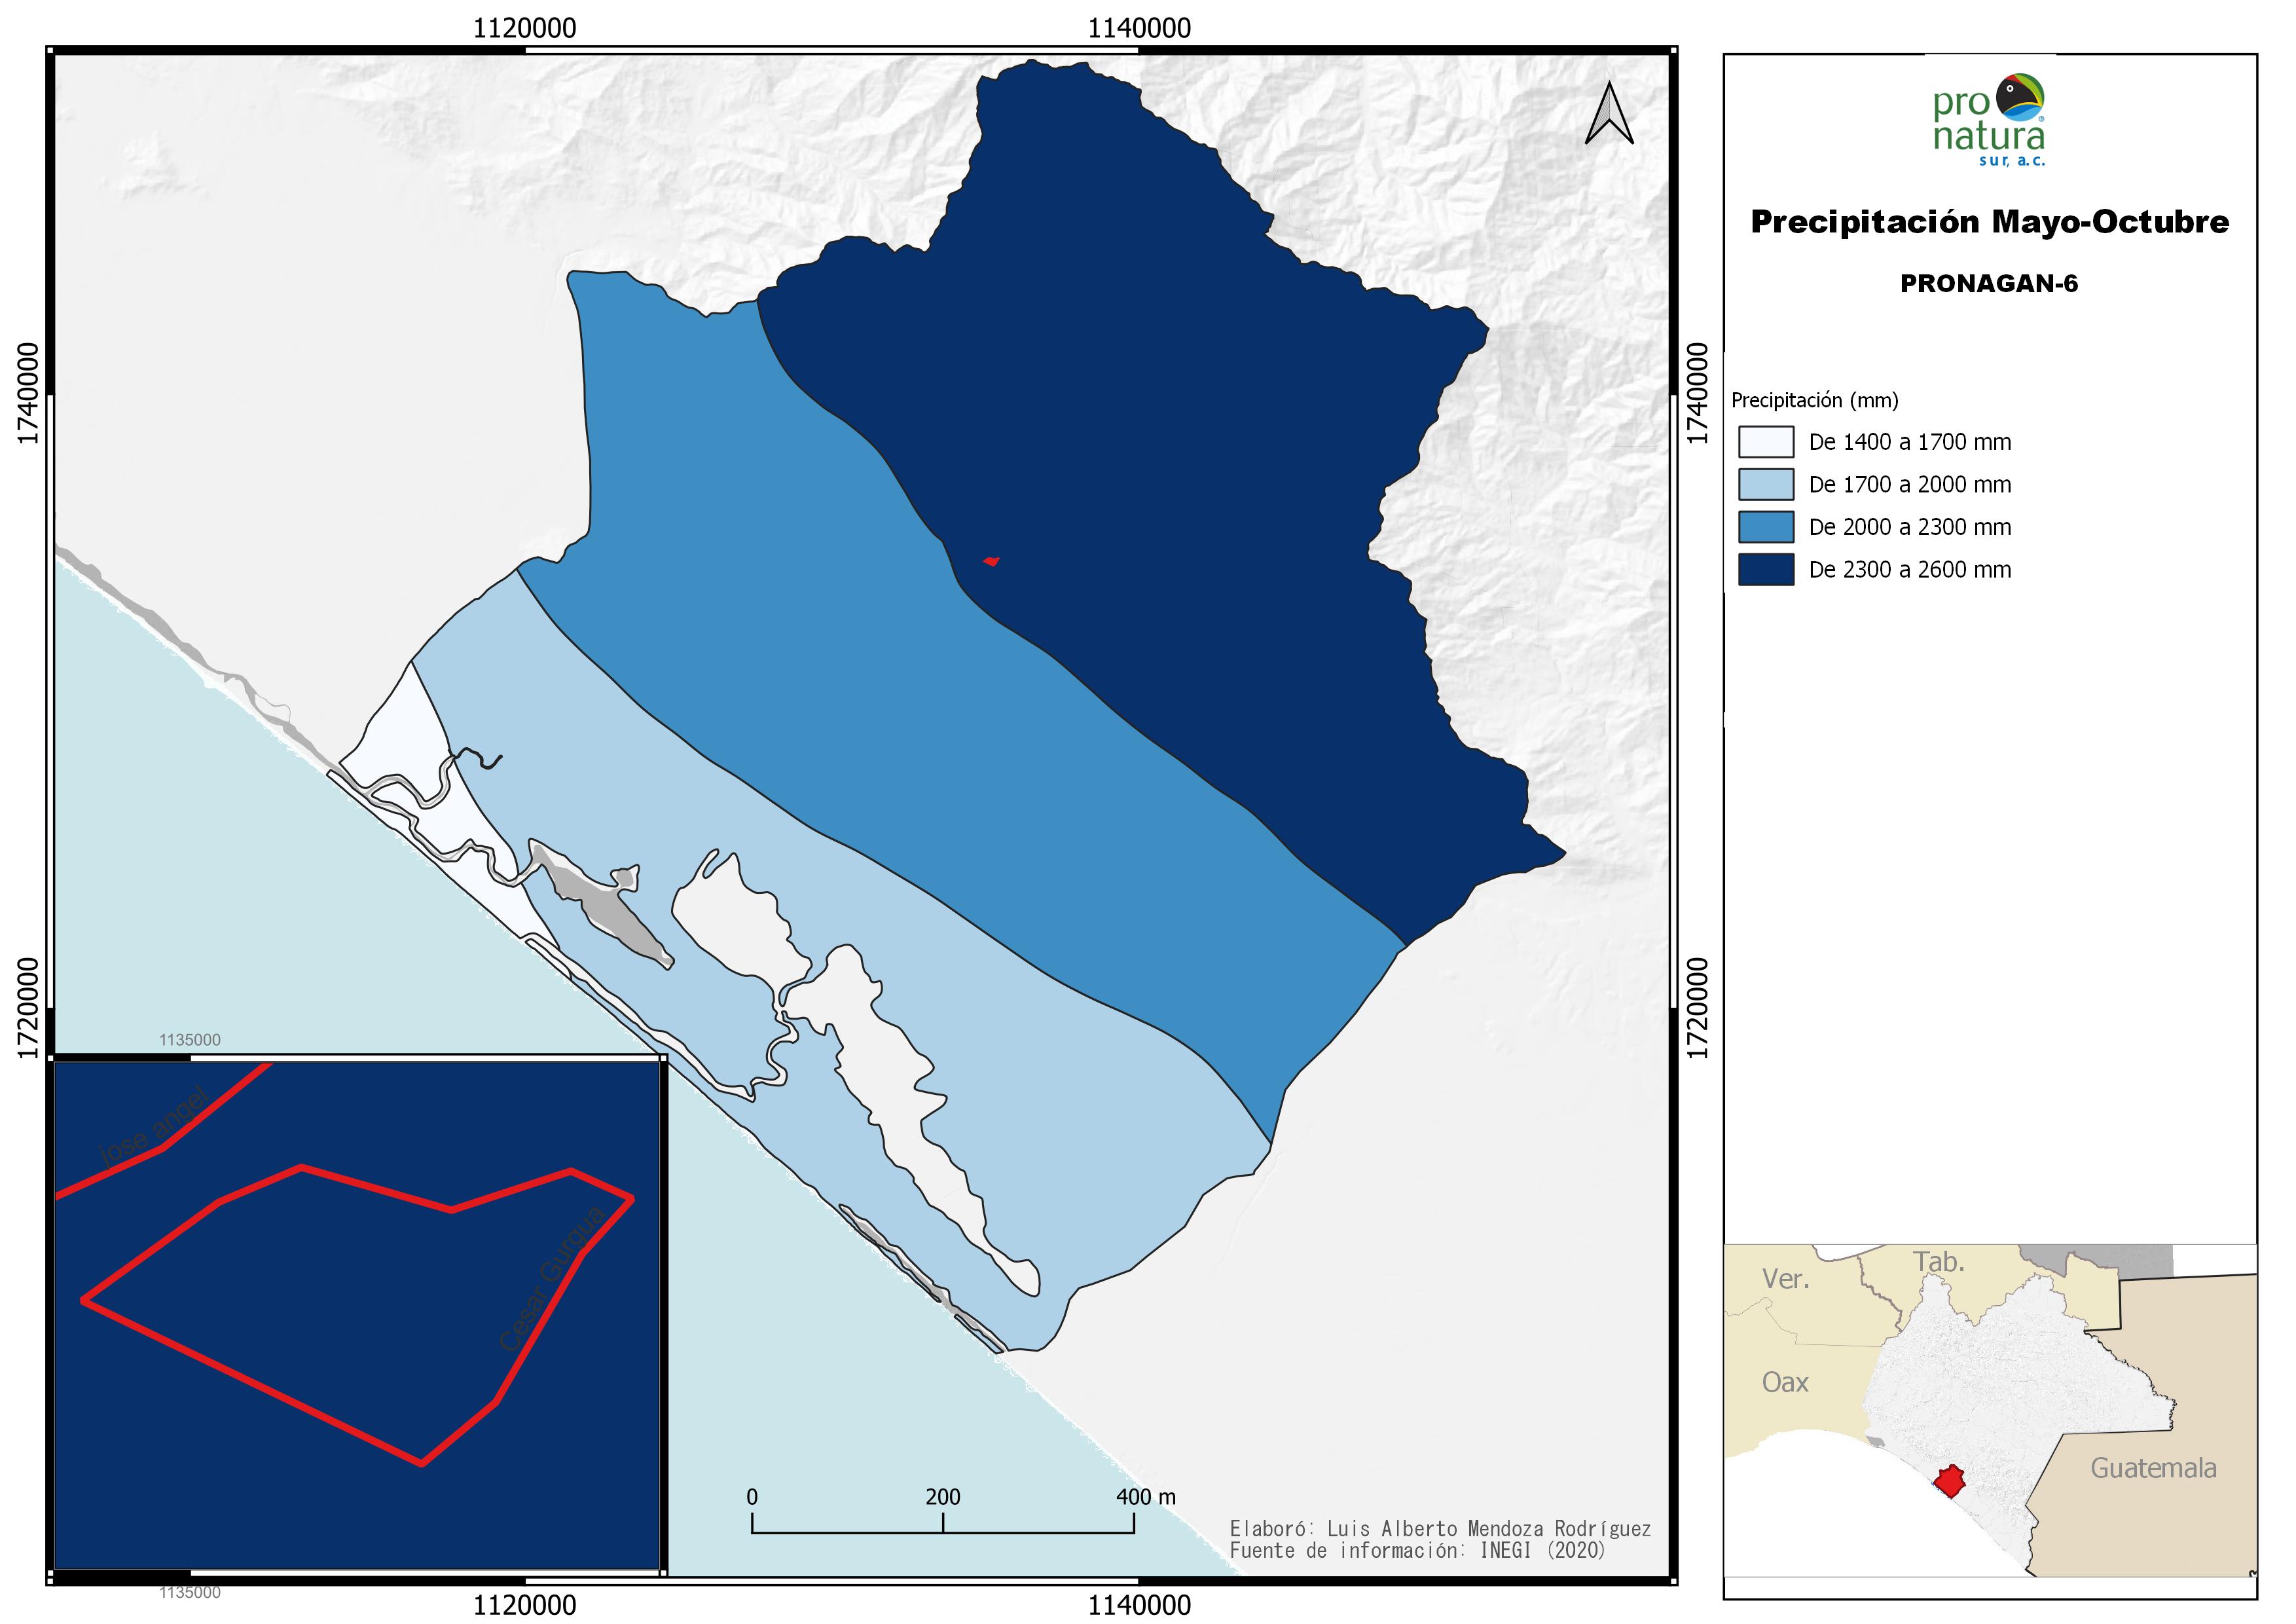 1120000
1140000
1740000
1740000
1720000
1720000
1135000
jose angel
Cesar Gurgua
1135000
0
200
400 m
Elaboró: Luis Alberto Mendoza Rodríguez
Fuente de información: INEGI (2020)
1120000
1140000
pro
natura
sur, a.c.
Precipitación Mayo-Octubre
PRONAGAN-6
Precipitación (mm)
De 1400 a 1700 mm
De 1700 a 2000 mm
De 2000 a 2300 mm
De 2300 a 2600 mm
Ver.
Tab.
Oax
Guatemala